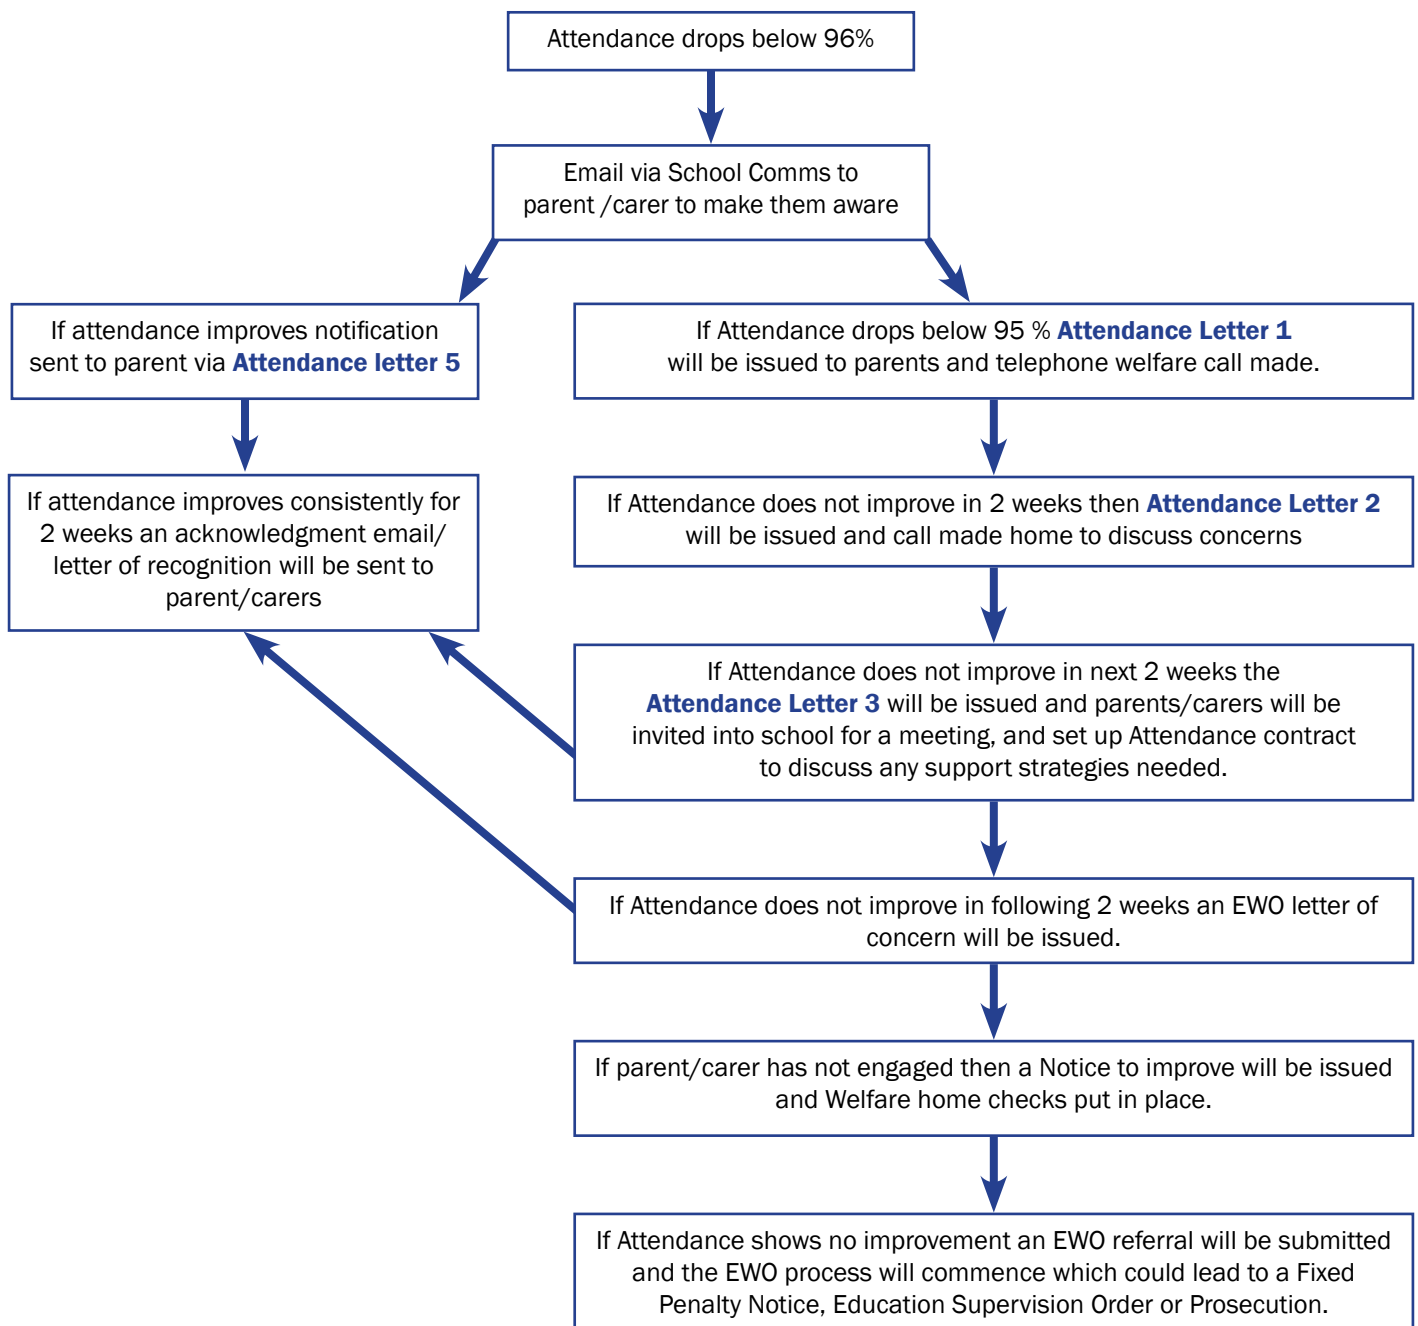 Attendance drops below 96%
Email via School Comms to
parent /carer to make them aware
If attendance improves notification
sent to parent via Attendance letter 5
If Attendance drops below 95 % Attendance Letter 1
will be issued to parents and telephone welfare call made.
If attendance improves consistently for
2 weeks an acknowledgment email/
letter of recognition will be sent to
parent/carers
If Attendance does not improve in 2 weeks then Attendance Letter 2
will be issued and call made home to discuss concerns
If Attendance does not improve in next 2 weeks the
Attendance Letter 3 will be issued and parents/carers will be
invited into school for a meeting, and set up Attendance contract
to discuss any support strategies needed.
If Attendance does not improve in following 2 weeks an EWO letter of
concern will be issued.
If parent/carer has not engaged then a Notice to improve will be issued
and Welfare home checks put in place.
If Attendance shows no improvement an EWO referral will be submitted
and the EWO process will commence which could lead to a Fixed
Penalty Notice, Education Supervision Order or Prosecution.